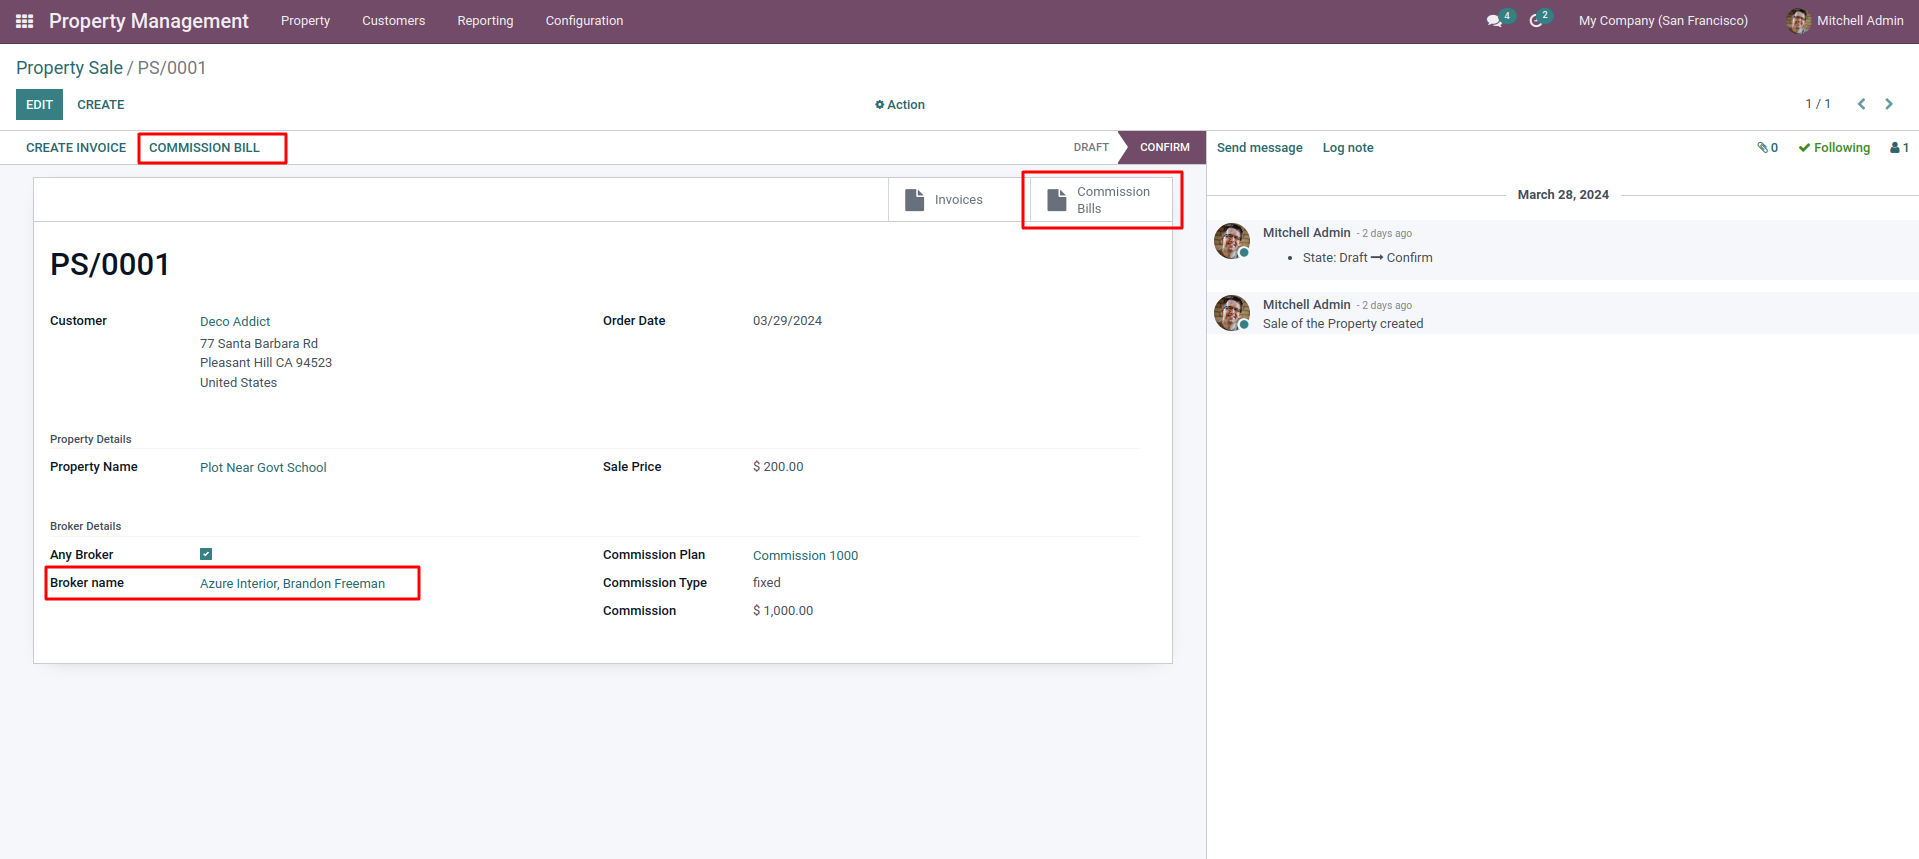 Property Management Property Customers Reporting Configuration 4 2 My Company (San Francisco) Mitchell Admin
Property Sale / PS/0001
EDIT CREATE Action 1 / 1
CREATE INVOICE COMMISSION BILL DRAFT CONFIRM
Invoices
Commission
Bills
PS/0001
Customer Deco Addict
77 Santa Barbara Rd
Pleasant Hill CA 94523
United States
Order Date 03/29/2024
Property Details
Property Name Plot Near Govt School Sale Price $ 200.00
Broker Details
Any Broker Commission Plan Commission 1000
Broker name Azure Interior, Brandon Freeman Commission Type fixed
Commission $ 1,000.00
Send message Log note 0 Following 1
March 28, 2024
Mitchell Admin - 2 days ago
• State: Draft → Confirm
Mitchell Admin - 2 days ago
Sale of the Property created